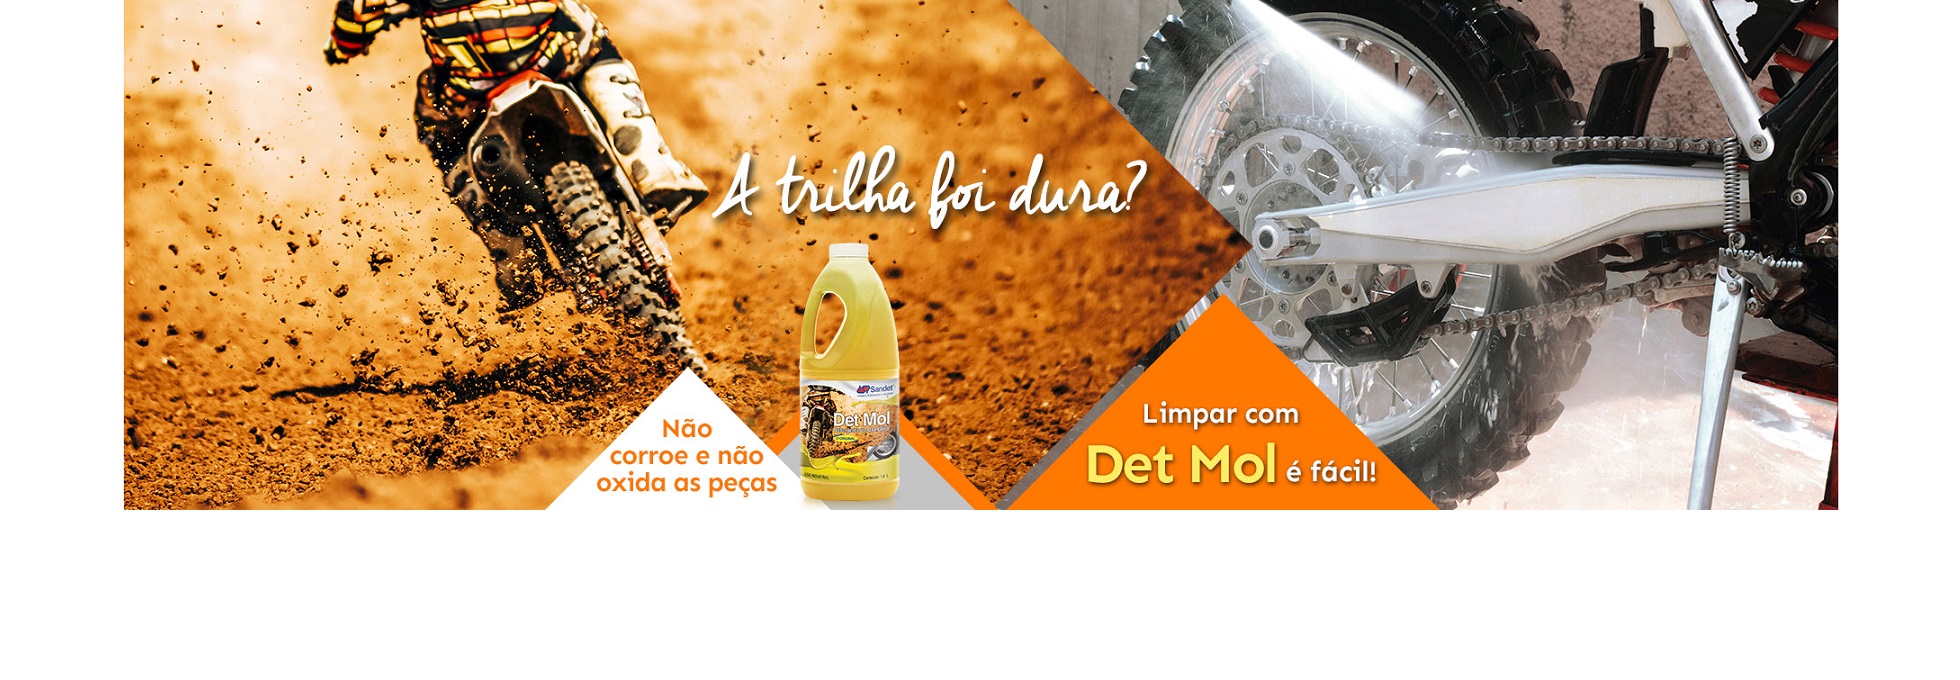 A trilha foi dura?
Sandet
Det Mol
Não
corroe e não
oxida as peças
Limpar com
Det Mol é fácil!